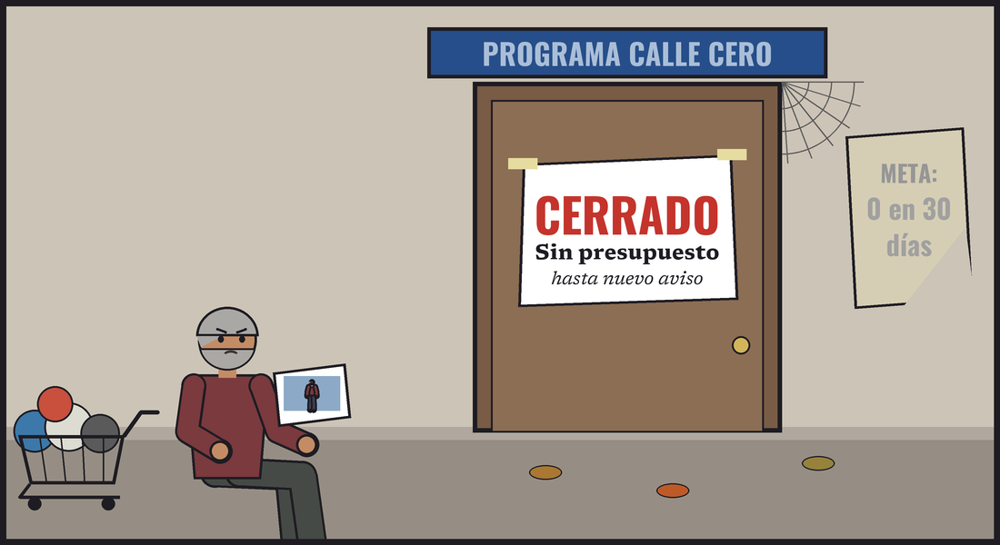 PROGRAMA CALLE CERO
CERRADO
Sin presupuesto
hasta nuevo aviso
META:
0 en 30
días